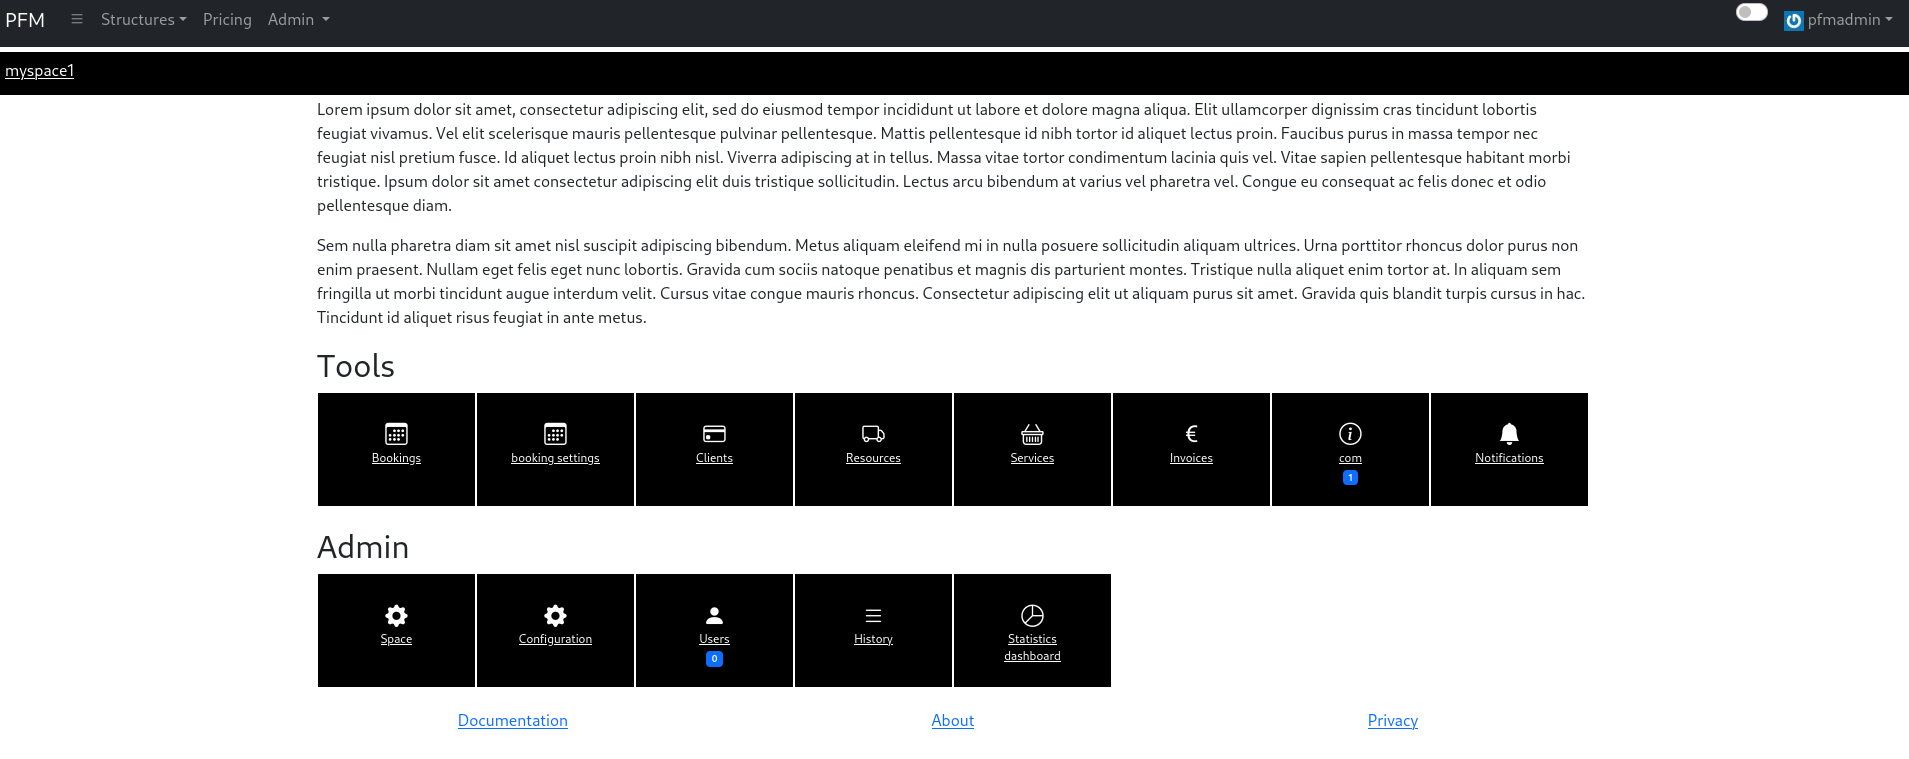 PFM Structures Pricing Admin pfmadmin
myspace1
Lorem ipsum dolor sit amet, consectetur adipiscing elit, sed do eiusmod tempor incididunt ut labore et dolore magna aliqua. Elit ullamcorper dignissim cras tincidunt lobortis
feugiat vivamus. Vel elit scelerisque mauris pellentesque pulvinar pellentesque. Mattis pellentesque id nibh tortor id aliquet lectus proin. Faucibus purus in massa tempor nec
feugiat nisl pretium fusce. Id aliquet lectus proin nibh nisl. Viverra adipiscing at in tellus. Massa vitae tortor condimentum lacinia quis vel. Vitae sapien pellentesque habitant morbi
tristique. Ipsum dolor sit amet consectetur adipiscing elit duis tristique sollicitudin. Lectus arcu bibendum at varius vel pharetra vel. Congue eu consequat ac felis donec et odio
pellentesque diam.
Sem nulla pharetra diam sit amet nisl suscipit adipiscing bibendum. Metus aliquam eleifend mi in nulla posuere sollicitudin aliquam ultrices. Urna porttitor rhoncus dolor purus non
enim praesent. Nullam eget felis eget nunc lobortis. Gravida cum sociis natoque penatibus et magnis dis parturient montes. Tristique nulla aliquet enim tortor at. In aliquam sem
fringilla ut morbi tincidunt augue interdum velit. Cursus vitae congue mauris rhoncus. Consectetur adipiscing elit ut aliquam purus sit amet. Gravida quis blandit turpis cursus in hac.
Tincidunt id aliquet risus feugiat in ante metus.
Tools
Bookings
booking settings
Clients
Resources
Services
€
Invoices
com
1
Notifications
Admin
Space
Configuration
Users
0
History
Statistics
dashboard
Documentation About Privacy